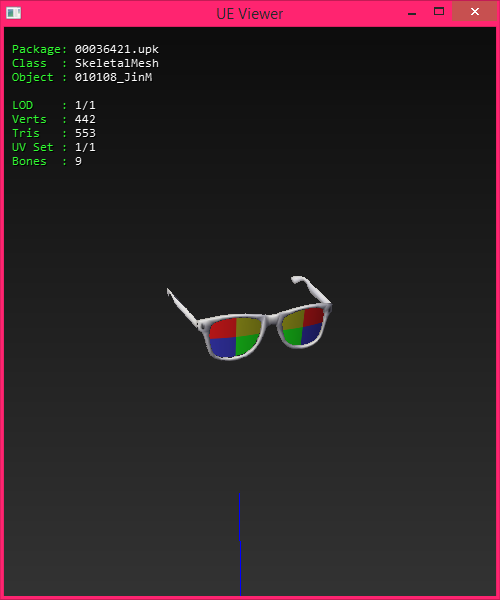 UE Viewer
Package: 00036421.upk
Class : SkeletalMesh
Object : 010108_JinM
LOD : 1/1
Verts : 442
Tris : 553
UV Set : 1/1
Bones : 9